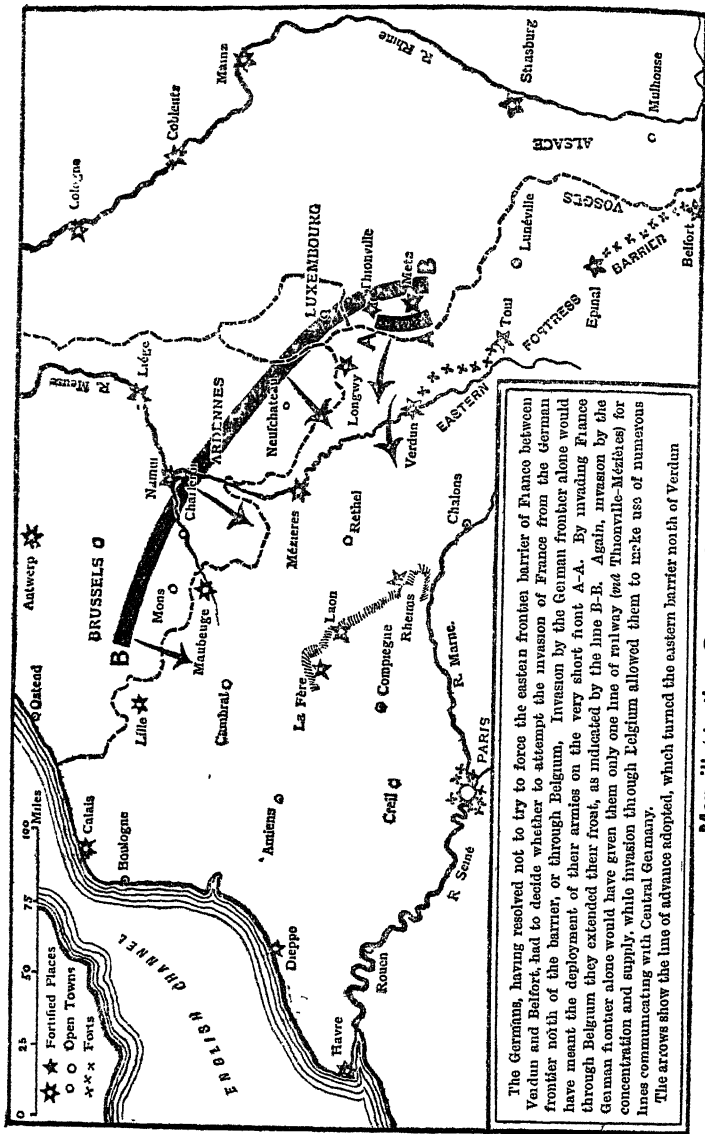 0 25 50 75 100 Miles
Fortified Places
Open Towns
Forts
ENGLISH CHANNEL
Ostend
Antwerp
Cologne
Calais
Boulogne
Lille
BRUSSELS
R. Meuse
Liége
Coblentz
Mainz
R. Rhine
B
Mons
Namur
Charleroi
ARDENNES
Maubeuge
Cambrai
Dieppe
Amiens
La Fère
Laon
Mézieres
Neufchateau
LUXEMBOURG
Thionville
Metz
B
A
A
Longwy
Rethel
Havre
Rouen
R Seine
Creil
Compiègne
Rheims
Verdun
PARIS
R. Marne.
Chalons
Toul
EASTERN FORTRESS BARRIER
Lunéville
Epinal
Belfort
VOSGES
ALSACE
Strasburg
Mulhouse
The Germans, having resolved not to try to force the eastern frontier barrier of France between
Verdun and Belfort, had to decide whether to attempt the invasion of France from the German
frontier north of the barrier, or through Belgium, Invasion by the German frontier alone would
have meant the deployment of their armies on the very short front A-A. By invading France
through Belgium they extended their front, as indicated by the line B-B. Again, invasion by the
German frontier alone would have given them only one line of railway (viâ Thionville-Mézières) for
concentration and supply, while invasion through Belgium allowed them to make use of numerous
lines communicating with Central Germany.
The arrows show the line of advance adopted, which turned the eastern barrier north of Verdun